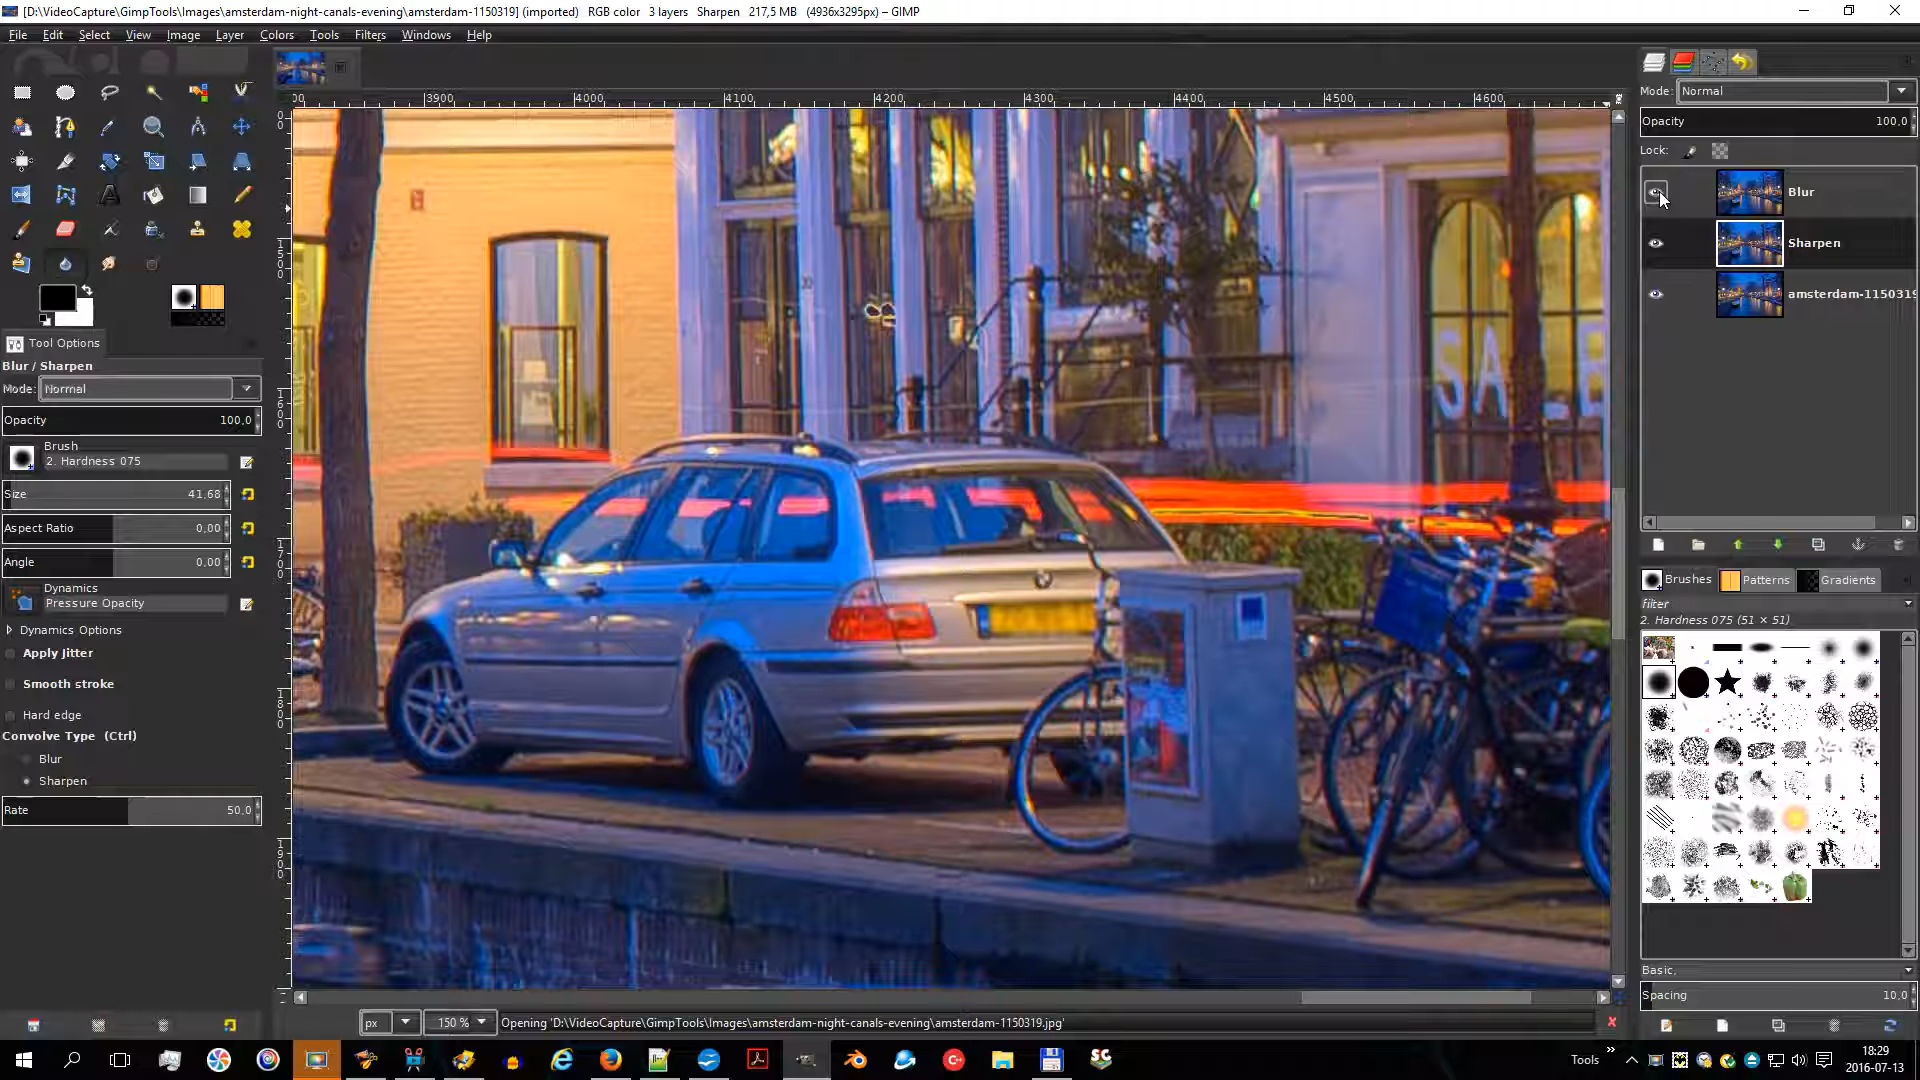 [D:\VideoCapture\GimpTools\Images\amsterdam-night-canals-evening\amsterdam-1150319] (imported) RGB color 3 layers Sharpen 217,5 MB (4936x3295px) – GIMP
File Edit Select View Image Layer Colors Tools Filters Windows Help
Mode: Normal
Opacity 100,0
Lock:
Blur
Sharpen
amsterdam-1150319
3900 4000 4100 4200 4300 4400 4500 4600
SALE
Tool Options
Blur / Sharpen
Mode: Normal
Opacity 100,0
Brush
2. Hardness 075
Size 41,68
Aspect Ratio 0,00
Angle 0,00
Dynamics
Pressure Opacity
Dynamics Options
Apply Jitter
Smooth stroke
Hard edge
Convolve Type (Ctrl)
Blur
Sharpen
Rate 50,0
Brushes Patterns Gradients
filter
2. Hardness 075 (51 × 51)
Basic,
Spacing 10,0
px 150 % Opening 'D:\VideoCapture\GimpTools\Images\amsterdam-night-canals-evening\amsterdam-1150319.jpg'
Tools
18:29
2016-07-13